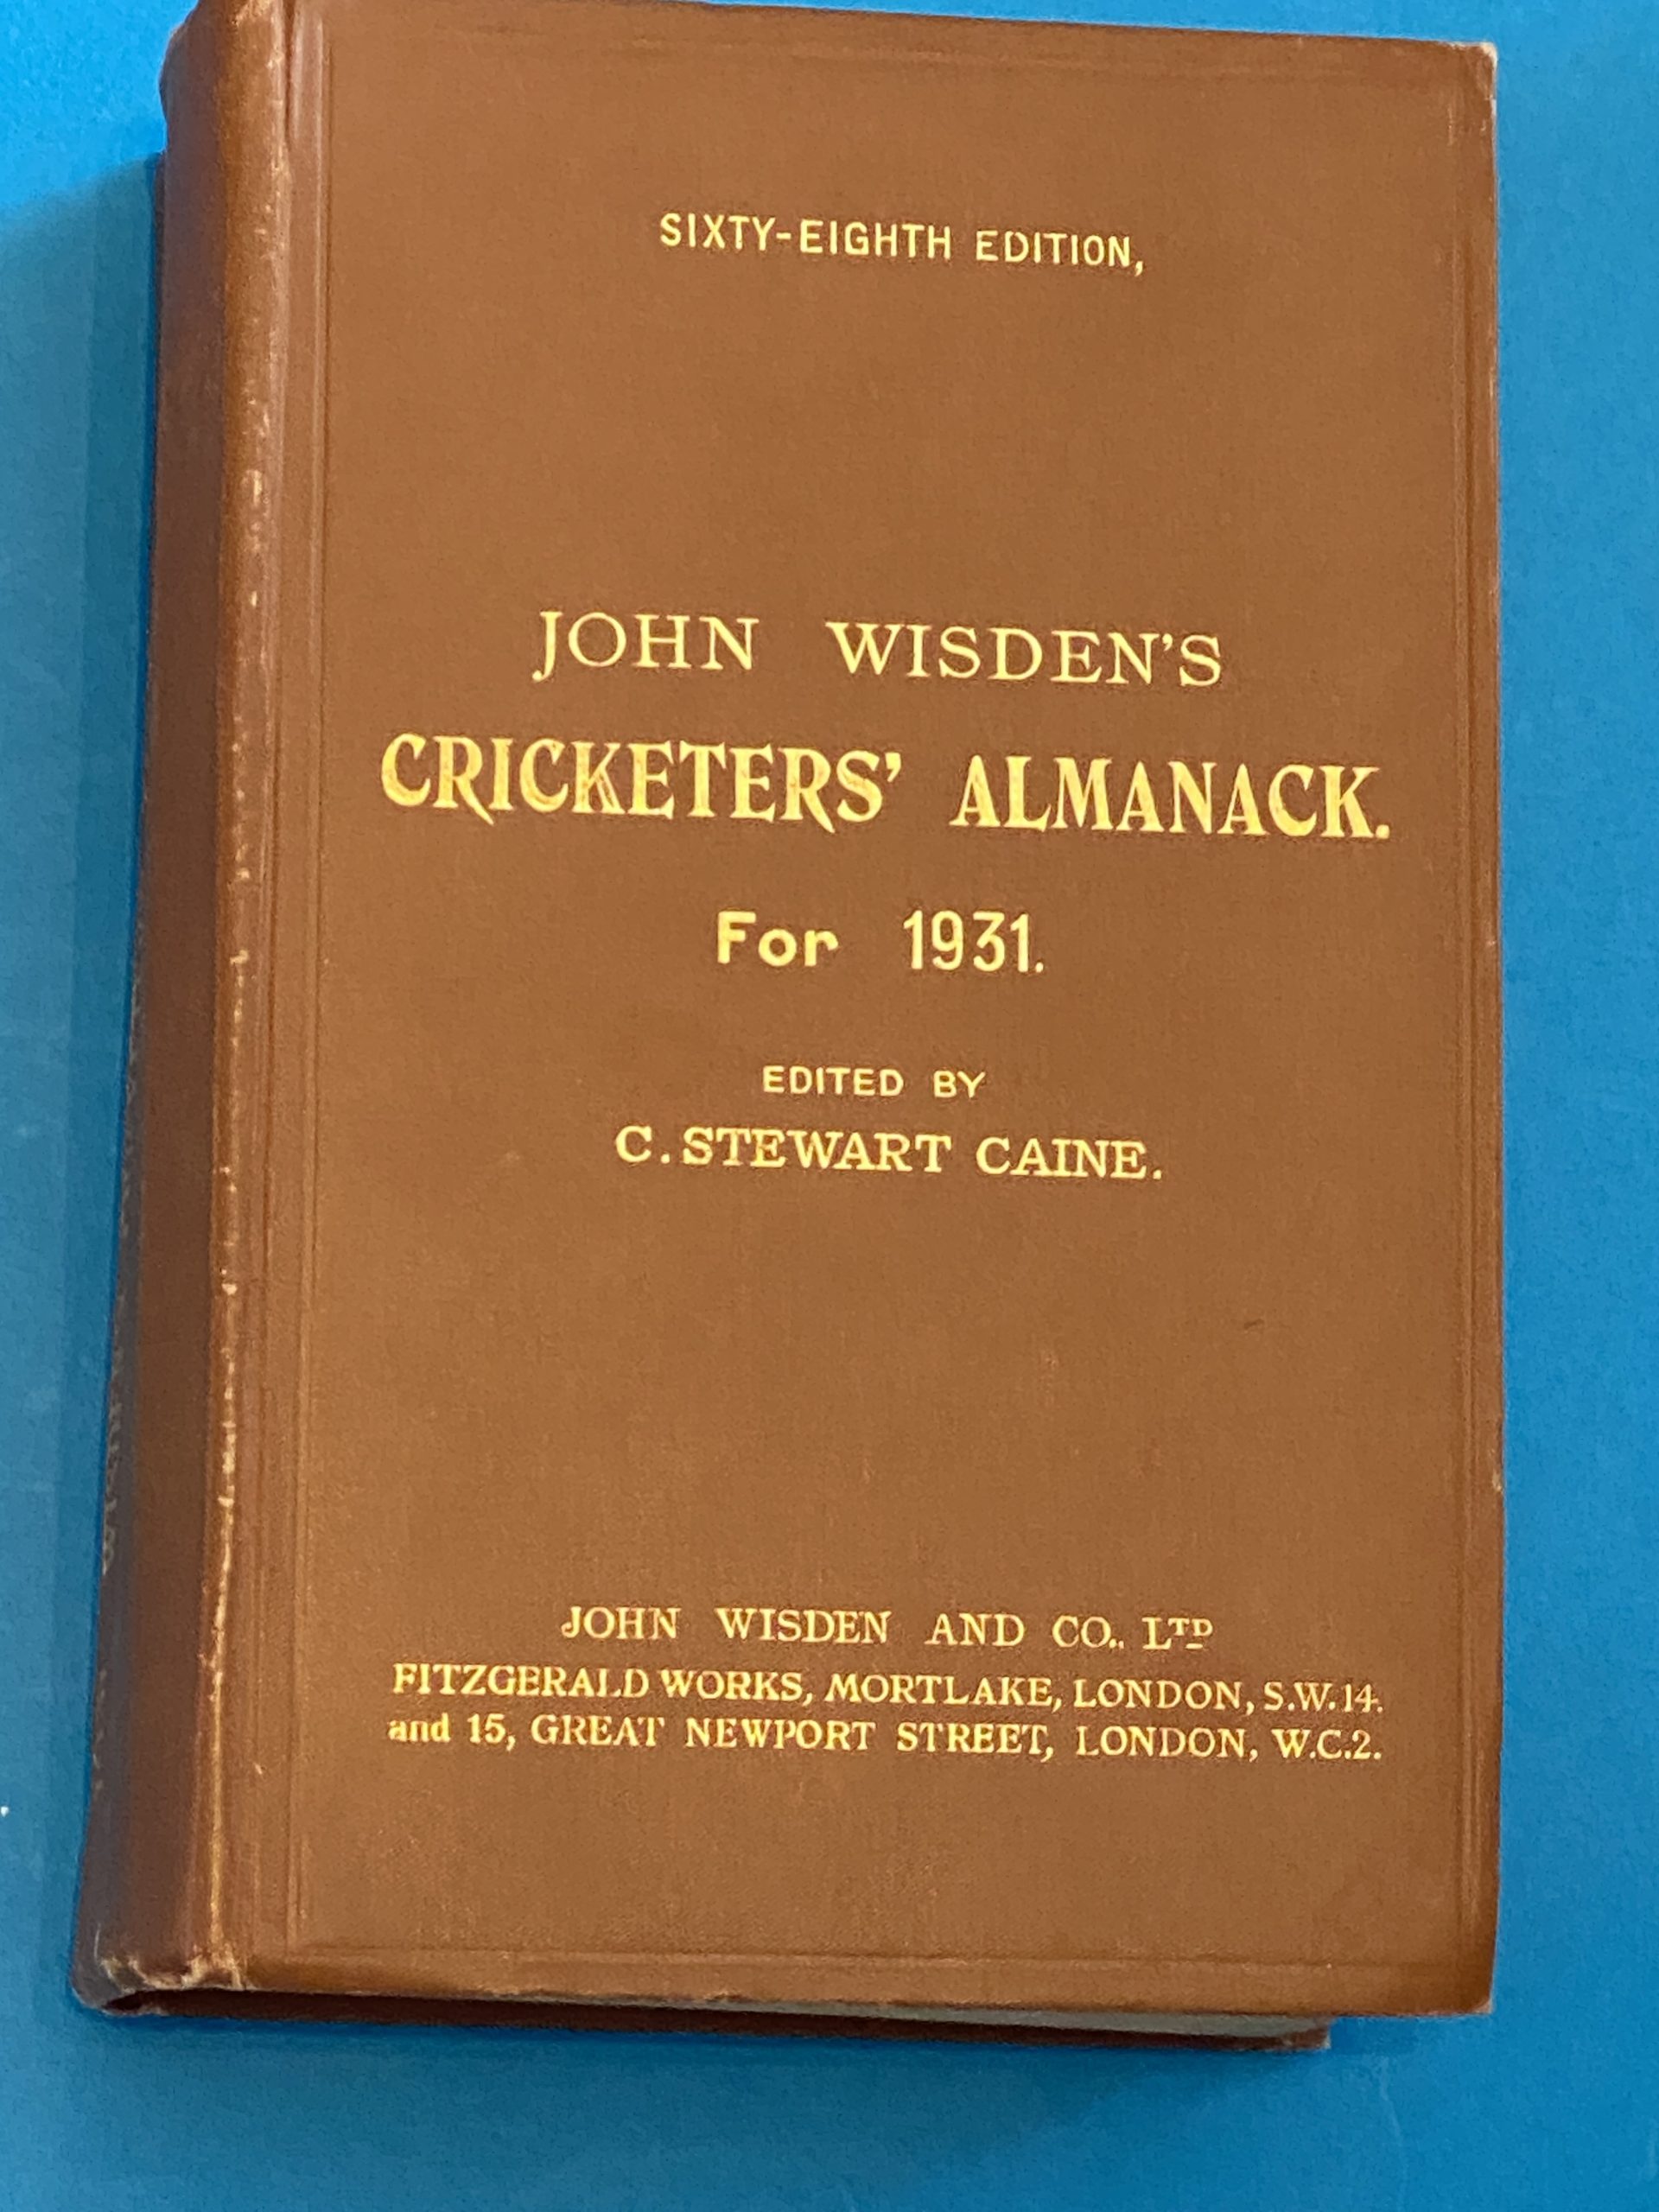 SIXTY-EIGHTH EDITION,
JOHN WISDEN'S
CRICKETERS' ALMANACK.
For 1931.
EDITED BY
C. STEWART CAINE.
JOHN WISDEN AND CO., LTD
FITZGERALD WORKS, MORTLAKE, LONDON, S.W.14.
and 15, GREAT NEWPORT STREET, LONDON, W.C.2.